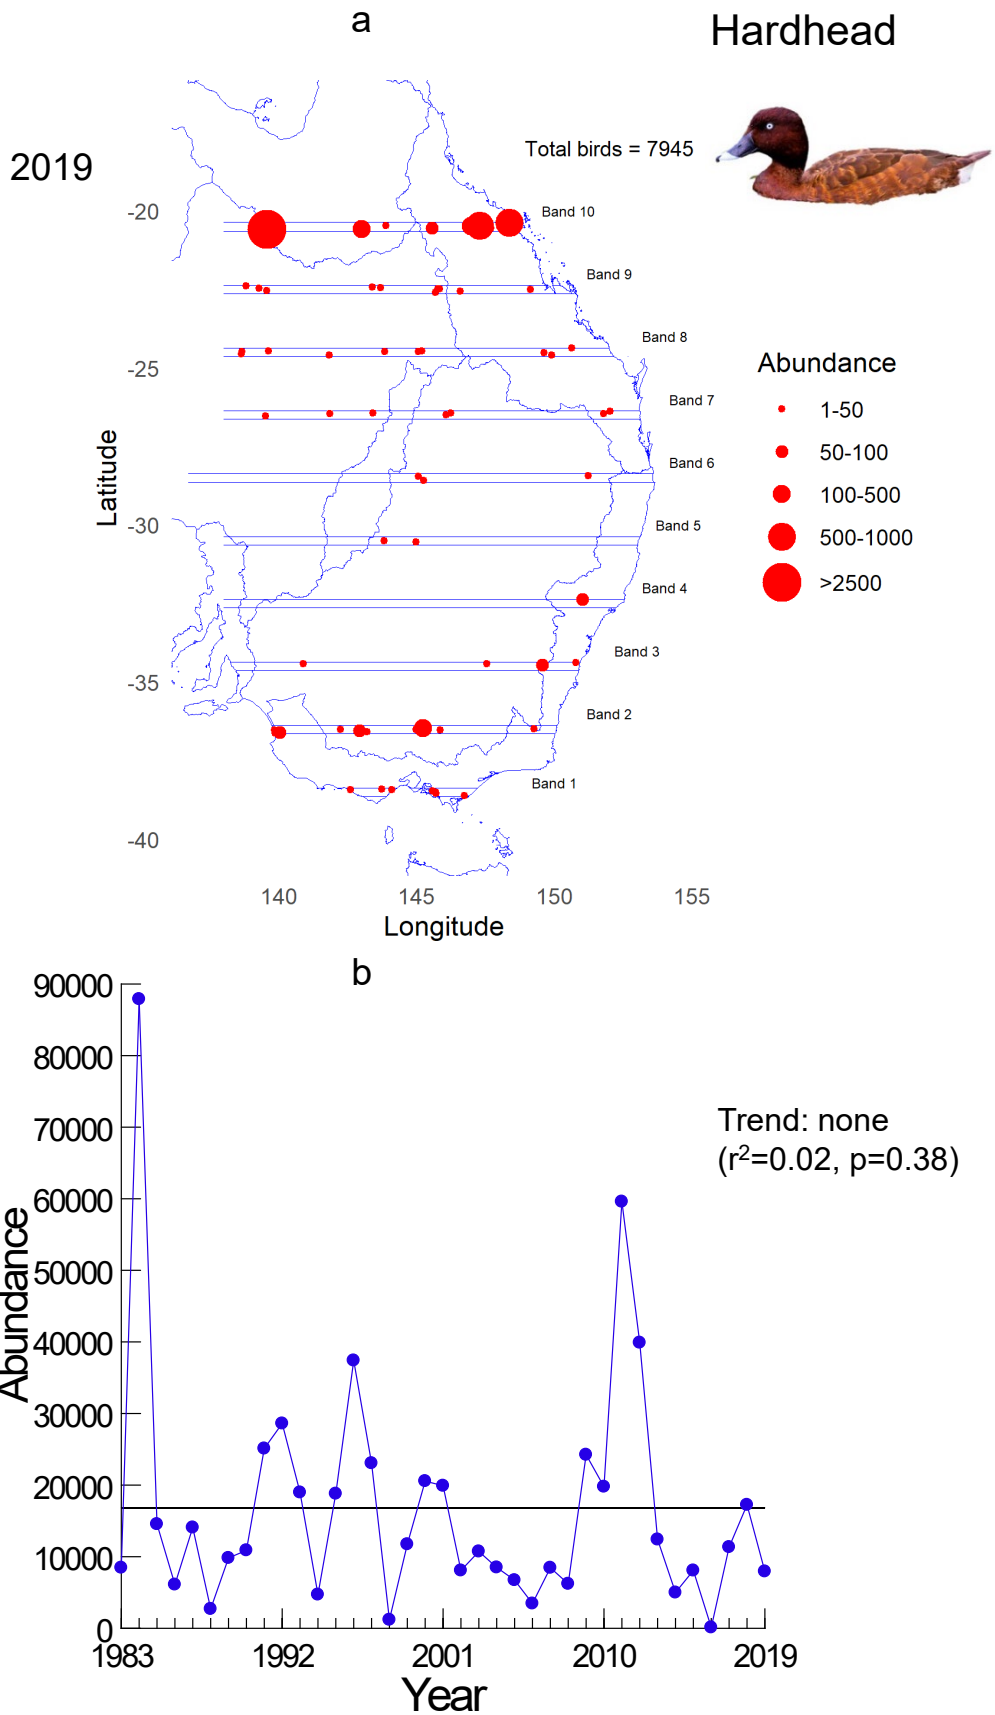 a
Hardhead
2019
Total birds = 7945
-20
-25
-30
-35
-40
Latitude
Band 10
Band 9
Band 8
Band 7
Band 6
Band 5
Band 4
Band 3
Band 2
Band 1
Abundance
1-50
50-100
100-500
500-1000
>2500
140 145 150 155
Longitude
b
90000
80000
70000
60000
50000
40000
30000
20000
10000
0
Abundance
Trend: none
(r²=0.02, p=0.38)
1983 1992 2001 2010 2019
Year